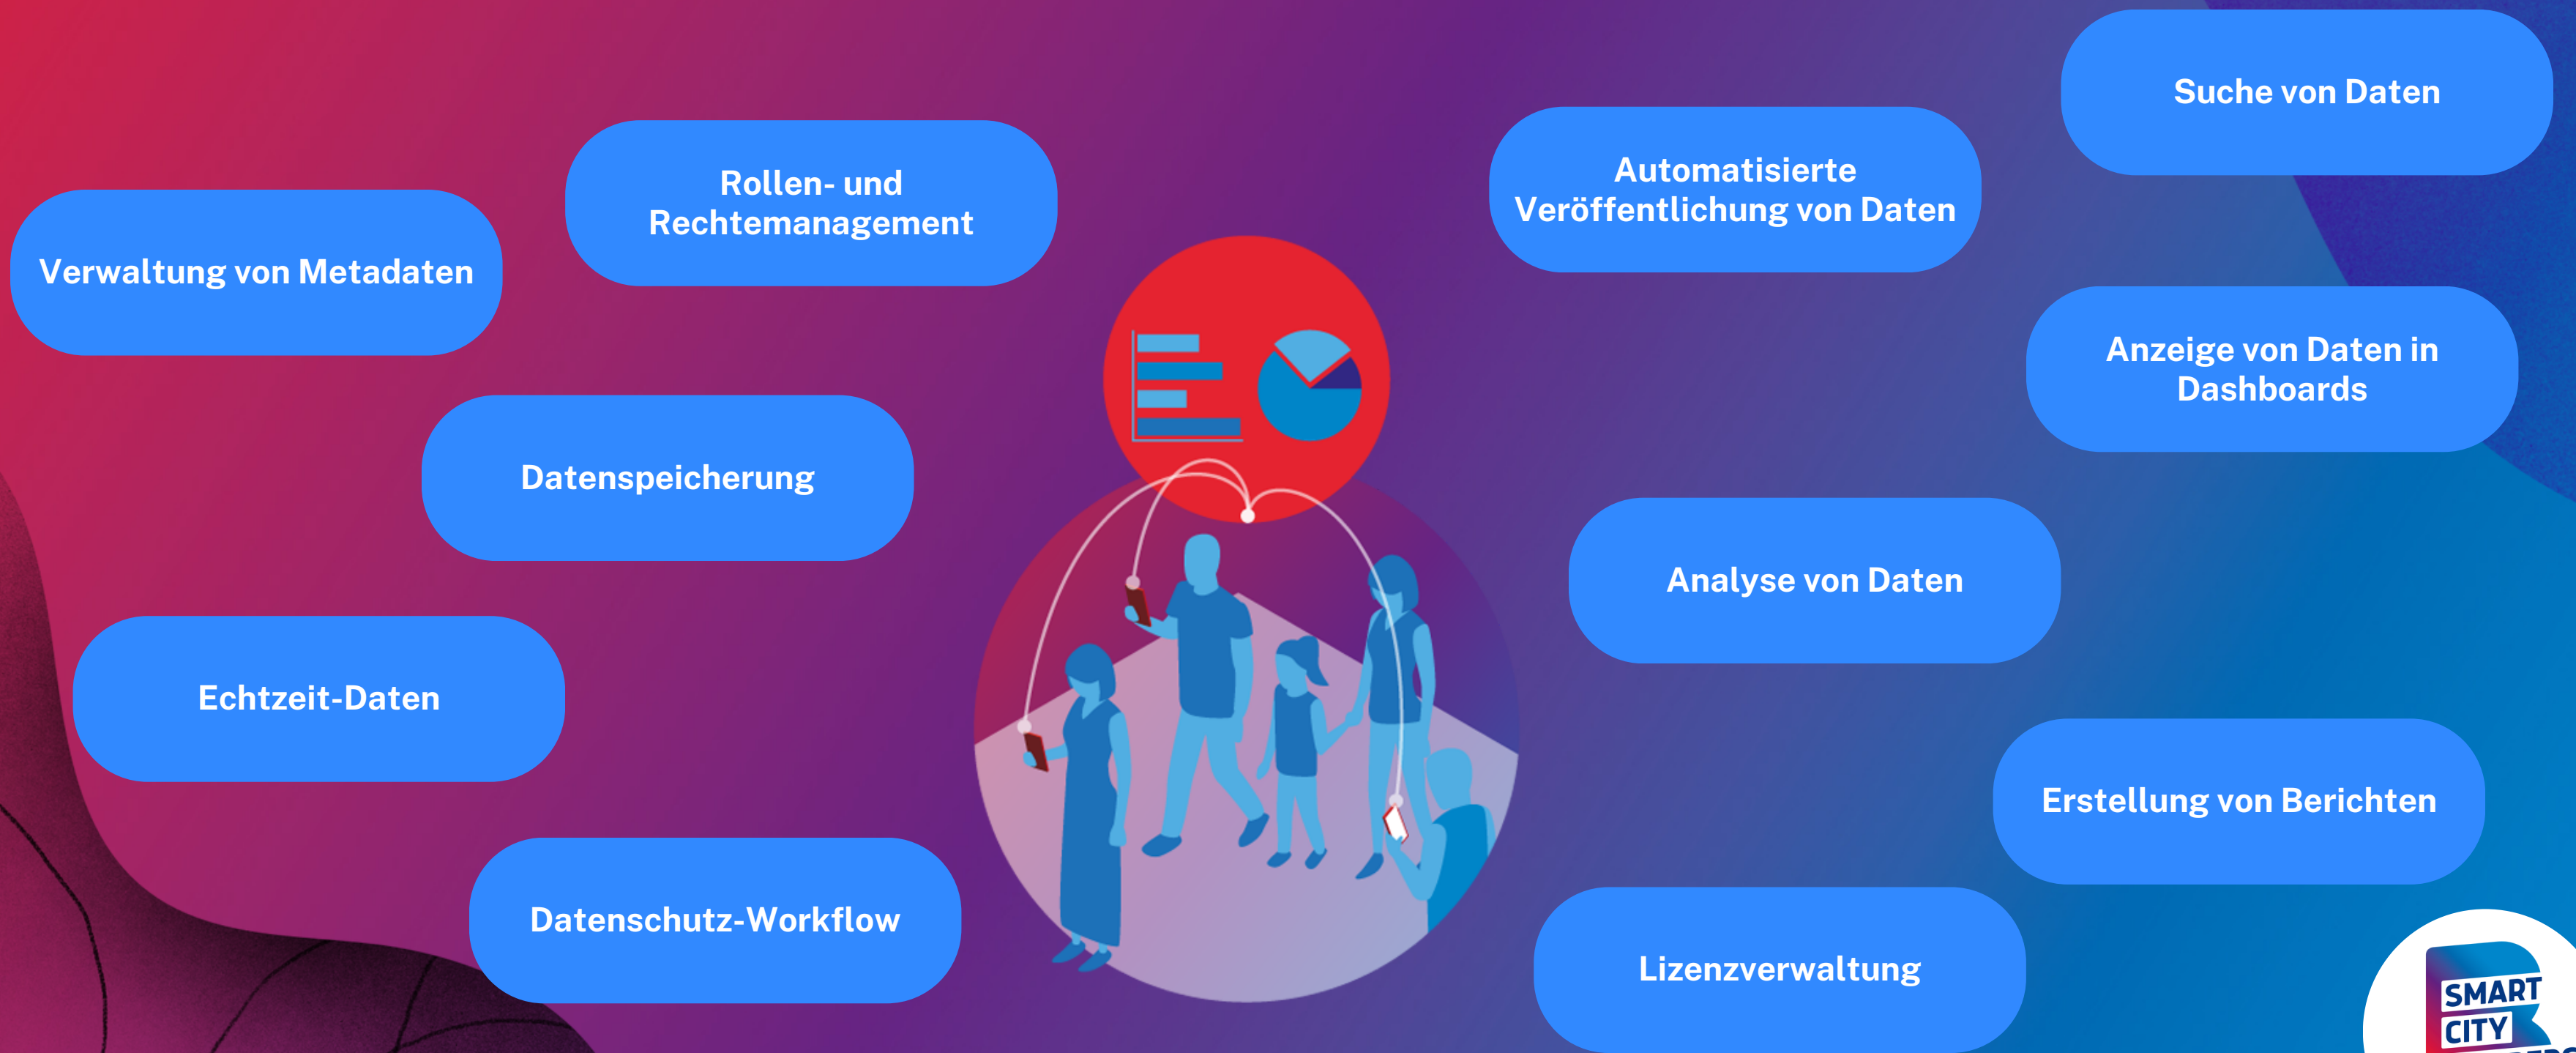 Suche von Daten
Automatisierte
Veröffentlichung von Daten
Rollen- und
Rechtemanagement
Verwaltung von Metadaten
Anzeige von Daten in
Dashboards
Datenspeicherung
Analyse von Daten
Echtzeit-Daten
Erstellung von Berichten
Datenschutz-Workflow
Lizenzverwaltung
SMART
CITY